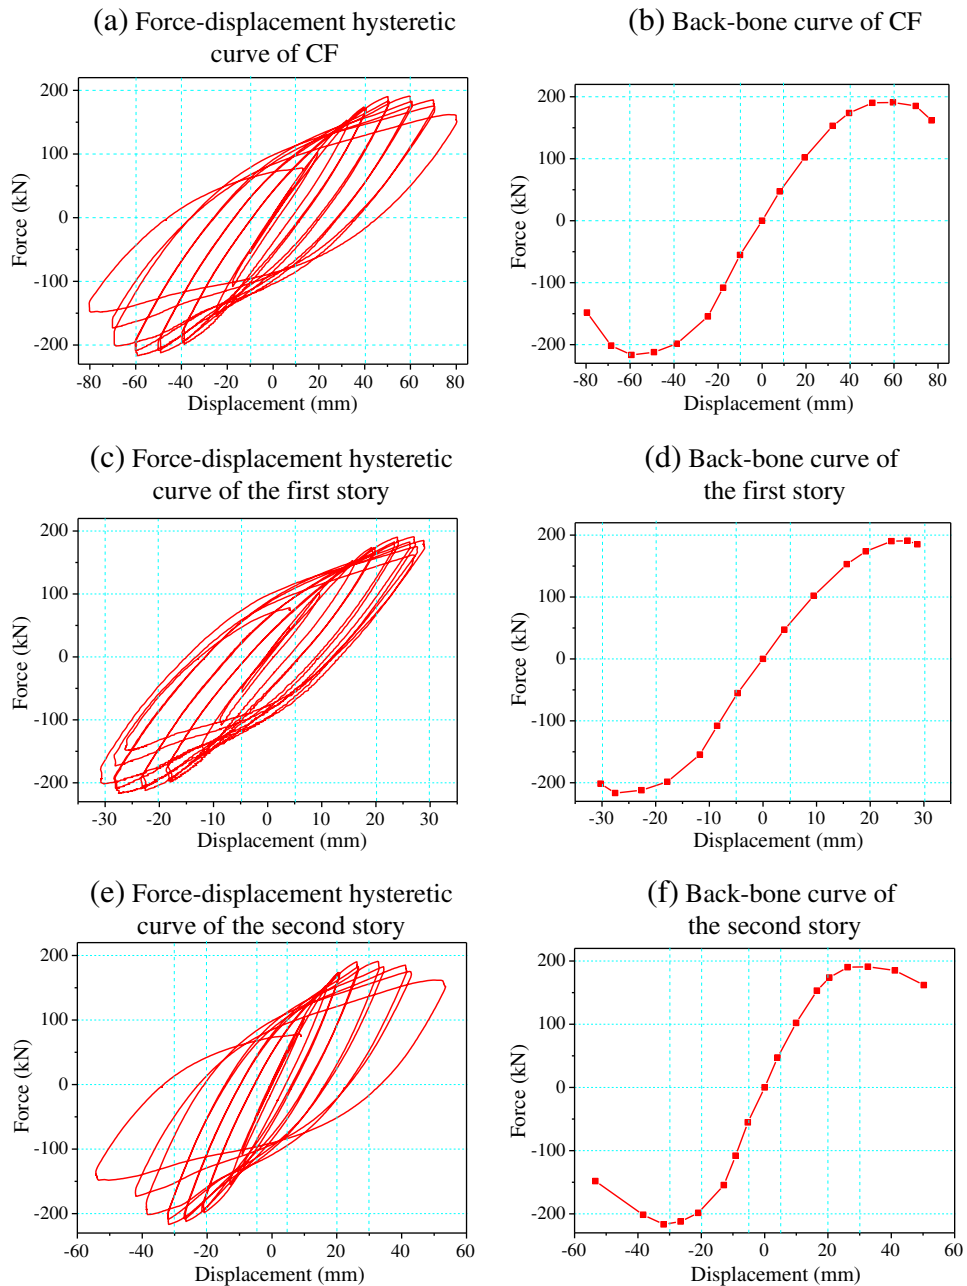 (a) Force-displacement hysteretic
curve of CF
200
100
0
-100
-200
Force (kN)
-80 -60 -40 -20 0 20 40 60 80
Displacement (mm)
(b) Back-bone curve of CF
200
100
0
-100
-200
Force (kN)
-80 -60 -40 -20 0 20 40 60 80
Displacement (mm)
(c) Force-displacement hysteretic
curve of the first story
200
100
0
-100
-200
Force (kN)
-30 -20 -10 0 10 20 30
Displacement (mm)
(d) Back-bone curve of
the first story
200
100
0
-100
-200
Force (kN)
-30 -20 -10 0 10 20 30
Displacement (mm)
(e) Force-displacement hysteretic
curve of the second story
200
100
0
-100
-200
Force (kN)
-60 -40 -20 0 20 40 60
Displacement (mm)
(f) Back-bone curve of
the second story
200
100
0
-100
-200
Force (kN)
-60 -40 -20 0 20 40 60
Displacement (mm)